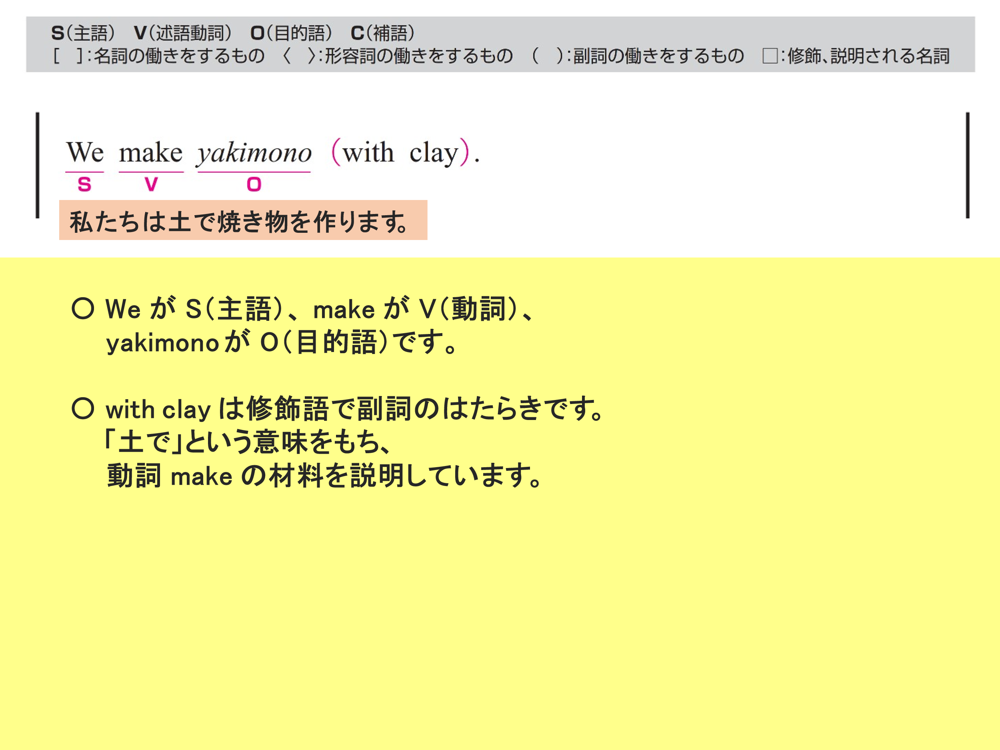 S(主語) V(述語動詞) O(目的語) C(補語)
[ ]:名詞の働きをするもの 〈 〉:形容詞の働きをするもの ( ):副詞の働きをするもの □:修飾、説明される名詞
We make yakimono (with clay).
S V O
私たちは土で焼き物を作ります。
○ We が S(主語)、make が V(動詞)、
yakimono が O(目的語)です。
○ with clay は修飾語で副詞のはたらきです。
「土で」という意味をもち、
動詞 make の材料を説明しています。